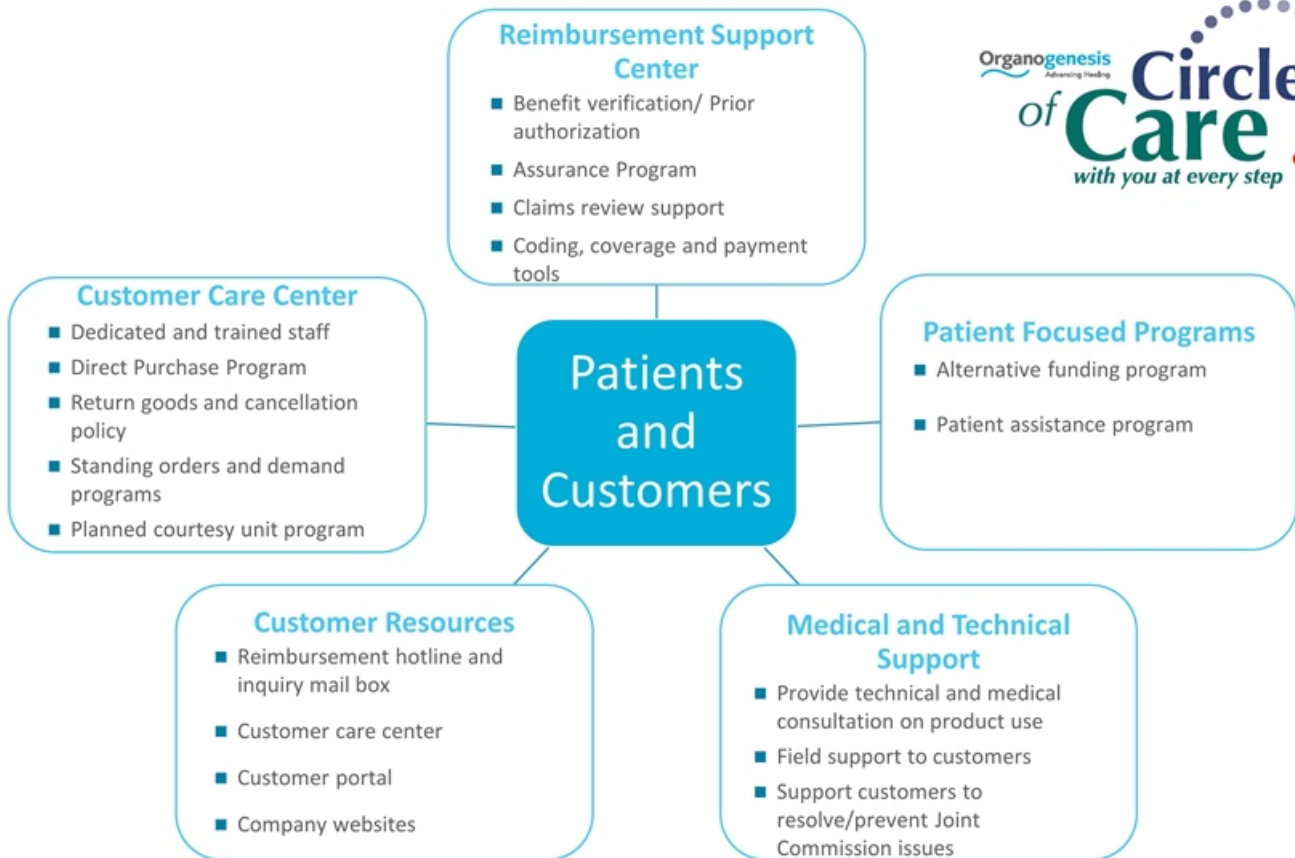 Reimbursement Support
Center
Benefit verification/ Prior
authorization
Assurance Program
Claims review support
Coding, coverage and payment
tools
Organogenesis
Advancing Healing
Circle
of Care
with you at every step
Customer Care Center
Dedicated and trained staff
Direct Purchase Program
Return goods and cancellation
policy
Standing orders and demand
programs
Planned courtesy unit program
Patients
and
Customers
Patient Focused Programs
Alternative funding program
Patient assistance program
Customer Resources
Reimbursement hotline and
inquiry mail box
Customer care center
Customer portal
Company websites
Medical and Technical
Support
Provide technical and medical
consultation on product use
Field support to customers
Support customers to
resolve/prevent Joint
Commission issues